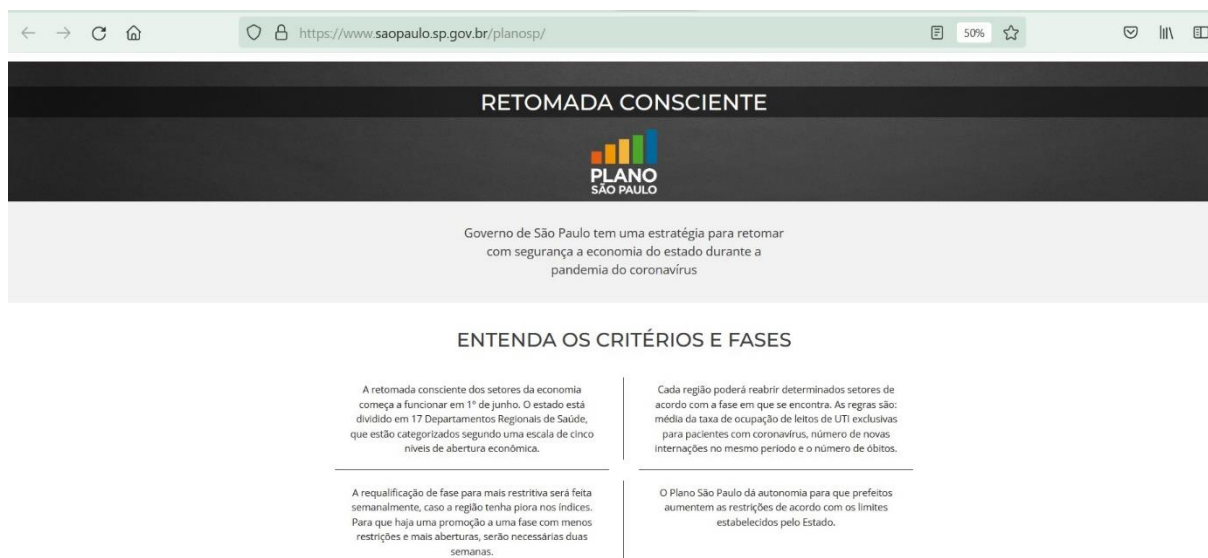 https://www.saopaulo.sp.gov.br/planosp/
50%
RETOMADA CONSCIENTE
PLANO
SÃO PAULO
Governo de São Paulo tem uma estratégia para retomar
com segurança a economia do estado durante a
pandemia do coronavírus
ENTENDA OS CRITÉRIOS E FASES
A retomada consciente dos setores da economia
começa a funcionar em 1º de junho. O estado está
dividido em 17 Departamentos Regionais de Saúde,
que estão categorizados segundo uma escala de cinco
níveis de abertura econômica.
Cada região poderá reabrir determinados setores de
acordo com a fase em que se encontra. As regras são:
média da taxa de ocupação de leitos de UTI exclusivas
para pacientes com coronavírus, número de novas
internações no mesmo período e o número de óbitos.
A requalificação de fase para mais restritiva será feita
semanalmente, caso a região tenha piora nos índices.
Para que haja uma promoção a uma fase com menos
restrições e mais aberturas, serão necessárias duas
semanas.
O Plano São Paulo dá autonomia para que prefeitos
aumentem as restrições de acordo com os limites
estabelecidos pelo Estado.